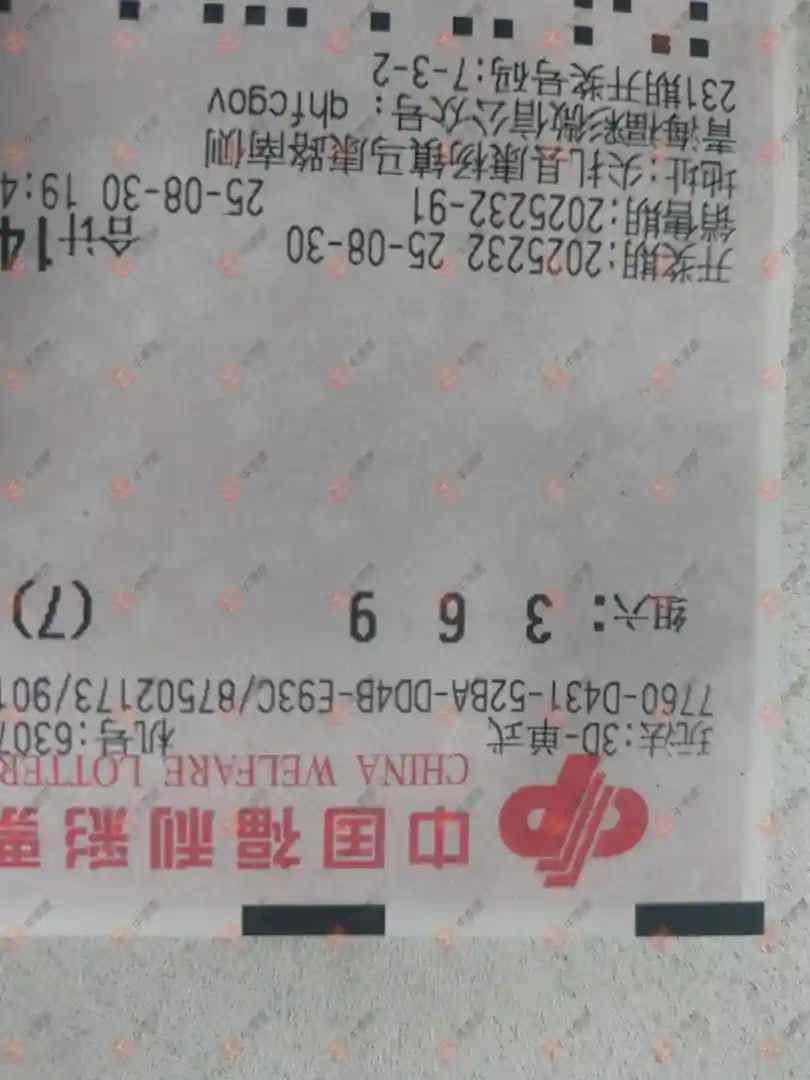 中国福利彩票
CHINA WELFARE LOTTER
玩法:3D-单式 机号:6307
7760-D431-52BA-DD4B-E93C/87502173/901
组六: 3 6 9 (7)
开奖期:2025232 25-08-30 合计14
销售期:2025232-91 25-08-30 19:4
地址:尖扎县康杨镇马康路南侧
青海福彩微信公众号: qhfcgov
231期开奖号码:7-3-2